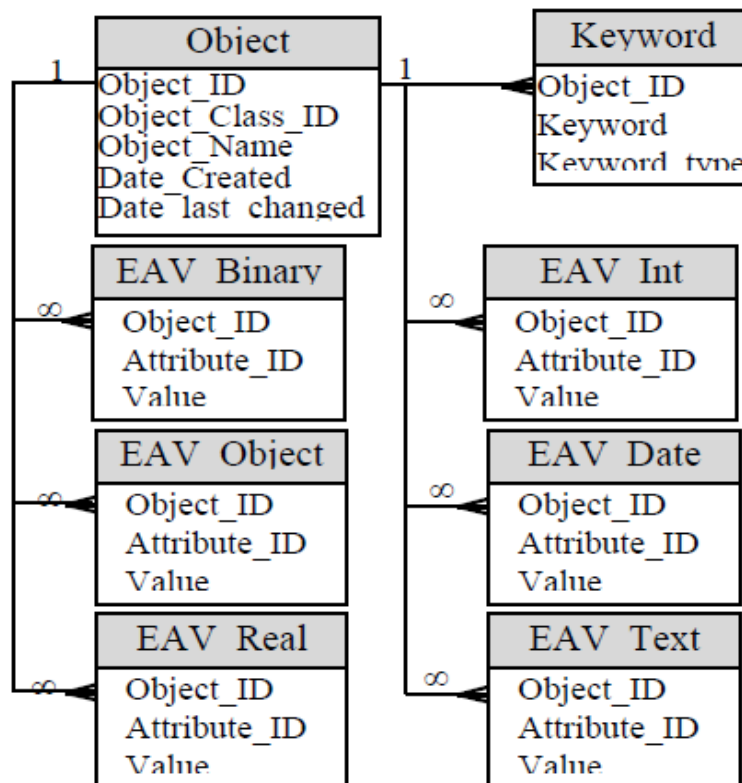 Object
Object_ID
Object_Class_ID
Object_Name
Date_Created
Date_last_changed
1
1
Keyword
Object_ID
Keyword
Keyword_type
EAV_Binary
Object_ID
Attribute_ID
Value
∞
EAV_Int
Object_ID
Attribute_ID
Value
∞
EAV_Object
Object_ID
Attribute_ID
Value
∞
EAV_Date
Object_ID
Attribute_ID
Value
∞
EAV_Real
Object_ID
Attribute_ID
Value
∞
EAV_Text
Object_ID
Attribute_ID
Value
∞